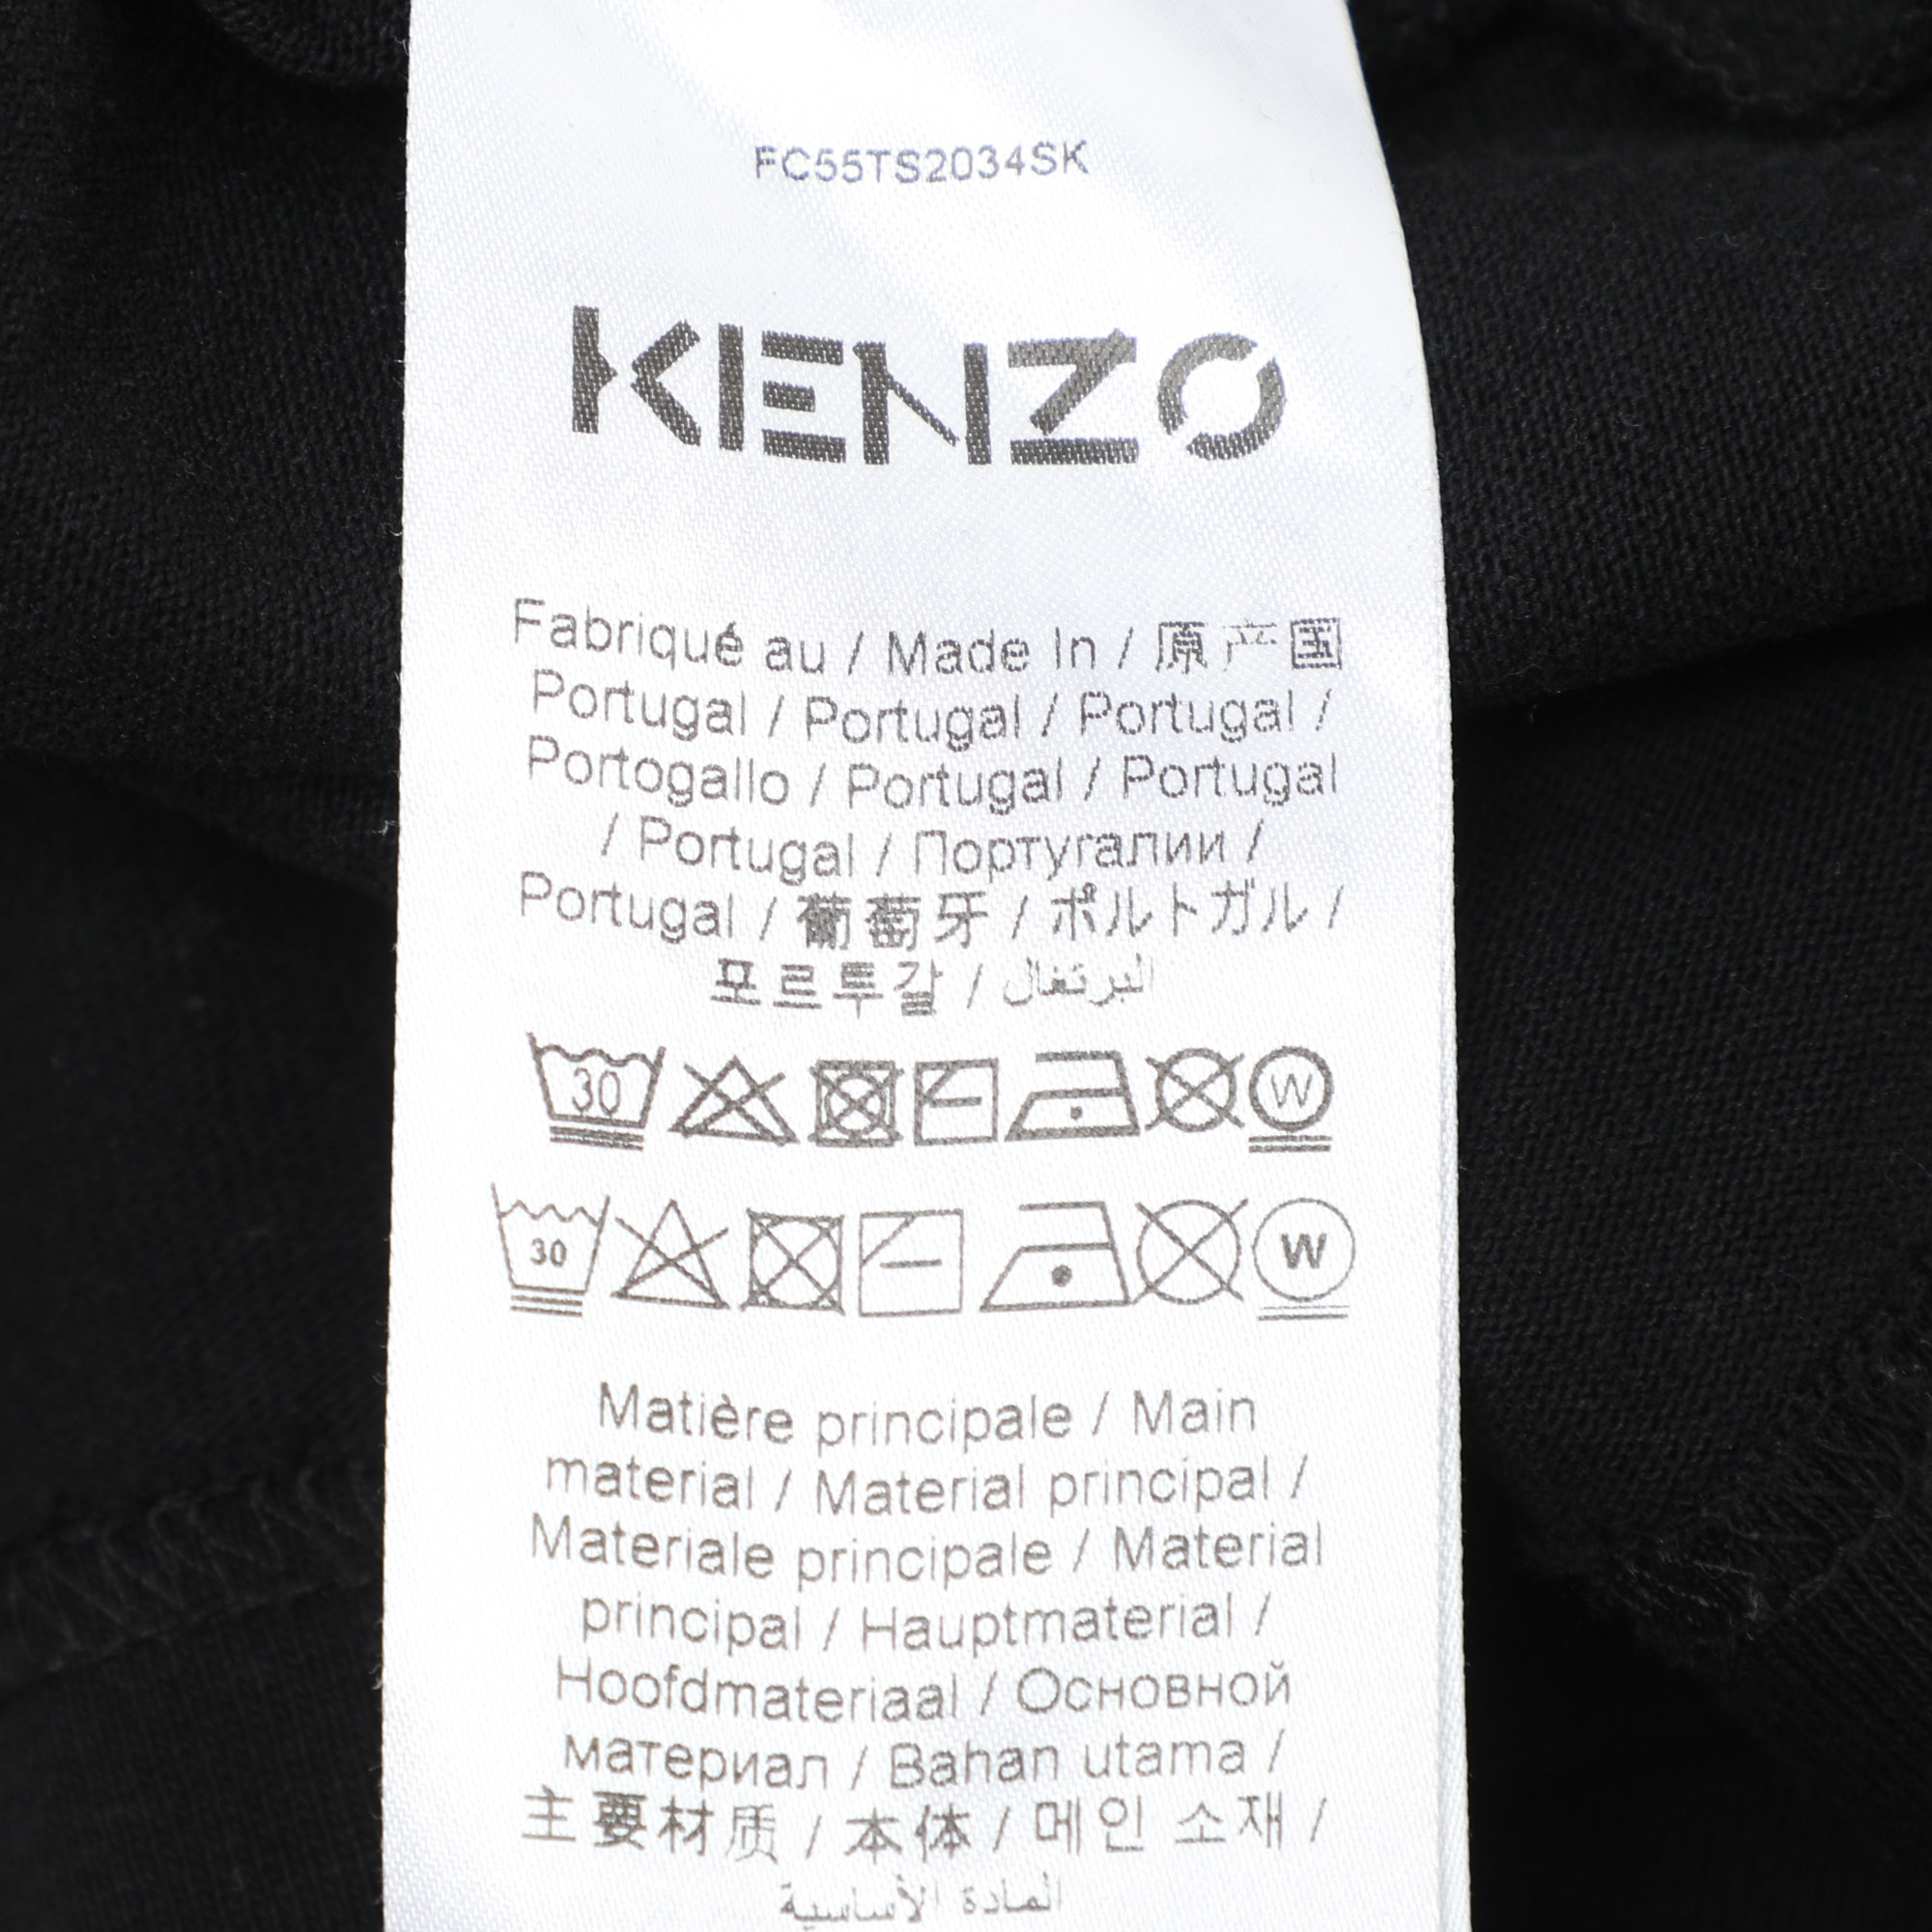 FC55TS2034SK
KENZO
Fabriqué au / Made In / 原产国
Portugal / Portugal / Portugal /
Portogallo / Portugal / Portugal
/ Portugal / Португалии /
Portugal / 葡萄牙 / ポルトガル /
포르투갈 / البرتغال
30 W
30 W
Matière principale / Main
material / Material principal /
Materiale principale / Material
principal / Hauptmaterial /
Hoofdmateriaal / Основной
материал / Bahan utama /
主要材质 / 本体 / 메인 소재 /
المادة الأساسية